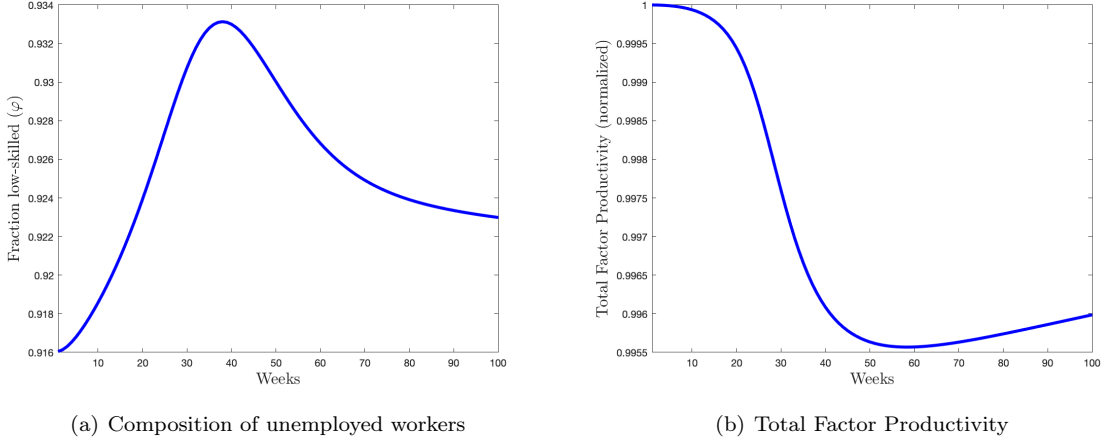 0.934
0.932
0.93
0.928
0.926
0.924
0.922
0.92
0.918
0.916
Fraction low-skilled (φ)
10 20 30 40 50 60 70 80 90 100
Weeks
(a) Composition of unemployed workers
1
0.9995
0.999
0.9985
0.998
0.9975
0.997
0.9965
0.996
0.9955
Total Factor Productivity (normalized)
10 20 30 40 50 60 70 80 90 100
Weeks
(b) Total Factor Productivity